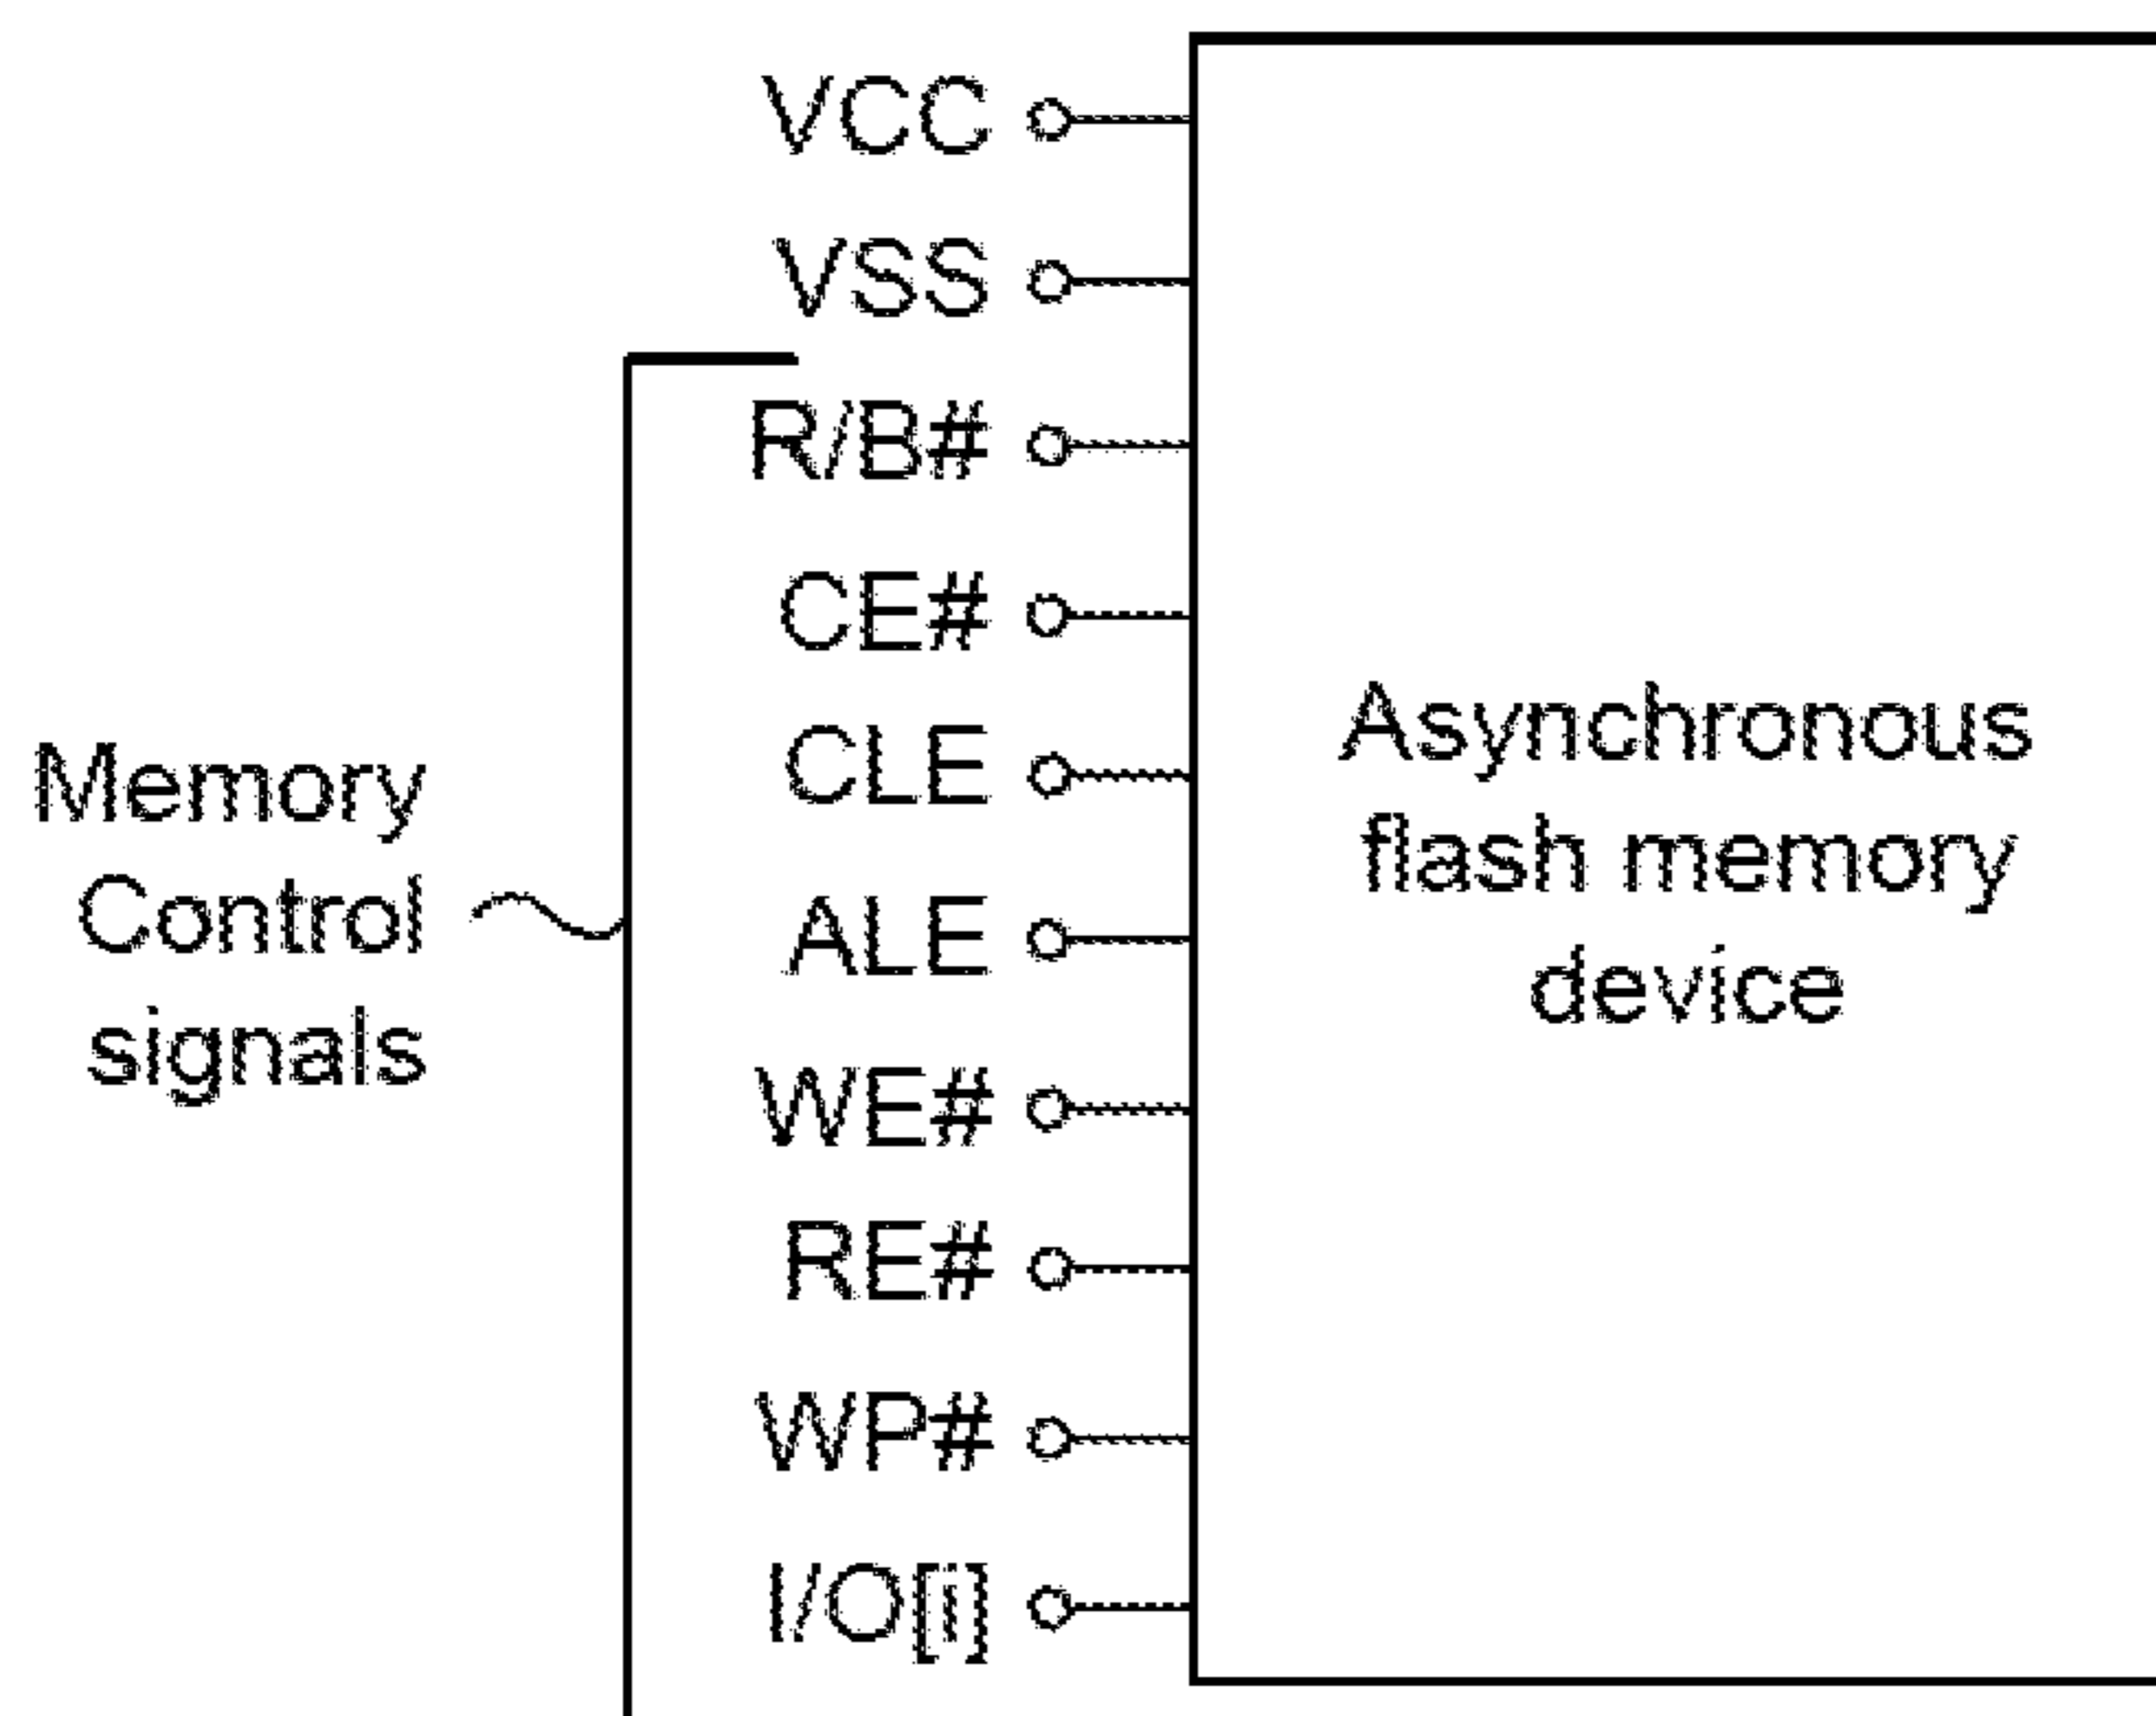 VCC
VSS
R/B#
CE#
CLE
ALE
WE#
RE#
WP#
I/O[i]
Memory
Control
signals
Asynchronous
flash memory
device